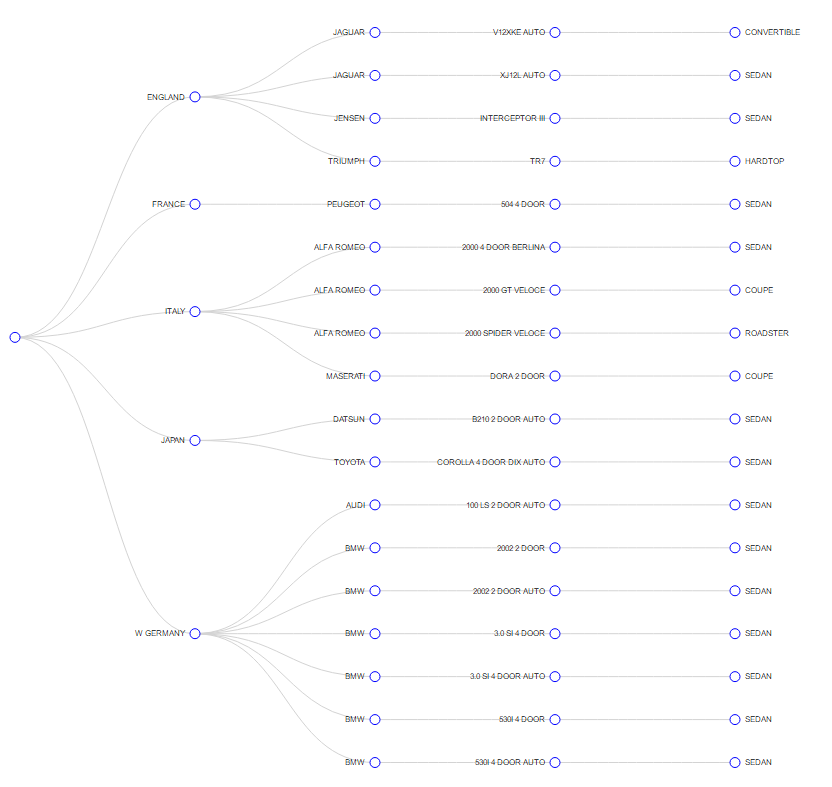 JAGUAR V12XKE AUTO CONVERTIBLE
JAGUAR XJ12L AUTO SEDAN
ENGLAND
JENSEN INTERCEPTOR III SEDAN
TRIUMPH TR7 HARDTOP
FRANCE PEUGEOT 504 4 DOOR SEDAN
ALFA ROMEO 2000 4 DOOR BERLINA SEDAN
ALFA ROMEO 2000 GT VELOCE COUPE
ITALY
ALFA ROMEO 2000 SPIDER VELOCE ROADSTER
MASERATI DORA 2 DOOR COUPE
DATSUN B210 2 DOOR AUTO SEDAN
JAPAN
TOYOTA COROLLA 4 DOOR DIX AUTO SEDAN
AUDI 100 LS 2 DOOR AUTO SEDAN
BMW 2002 2 DOOR SEDAN
BMW 2002 2 DOOR AUTO SEDAN
W GERMANY BMW 3.0 SI 4 DOOR SEDAN
BMW 3.0 SI 4 DOOR AUTO SEDAN
BMW 530I 4 DOOR SEDAN
BMW 530I 4 DOOR AUTO SEDAN